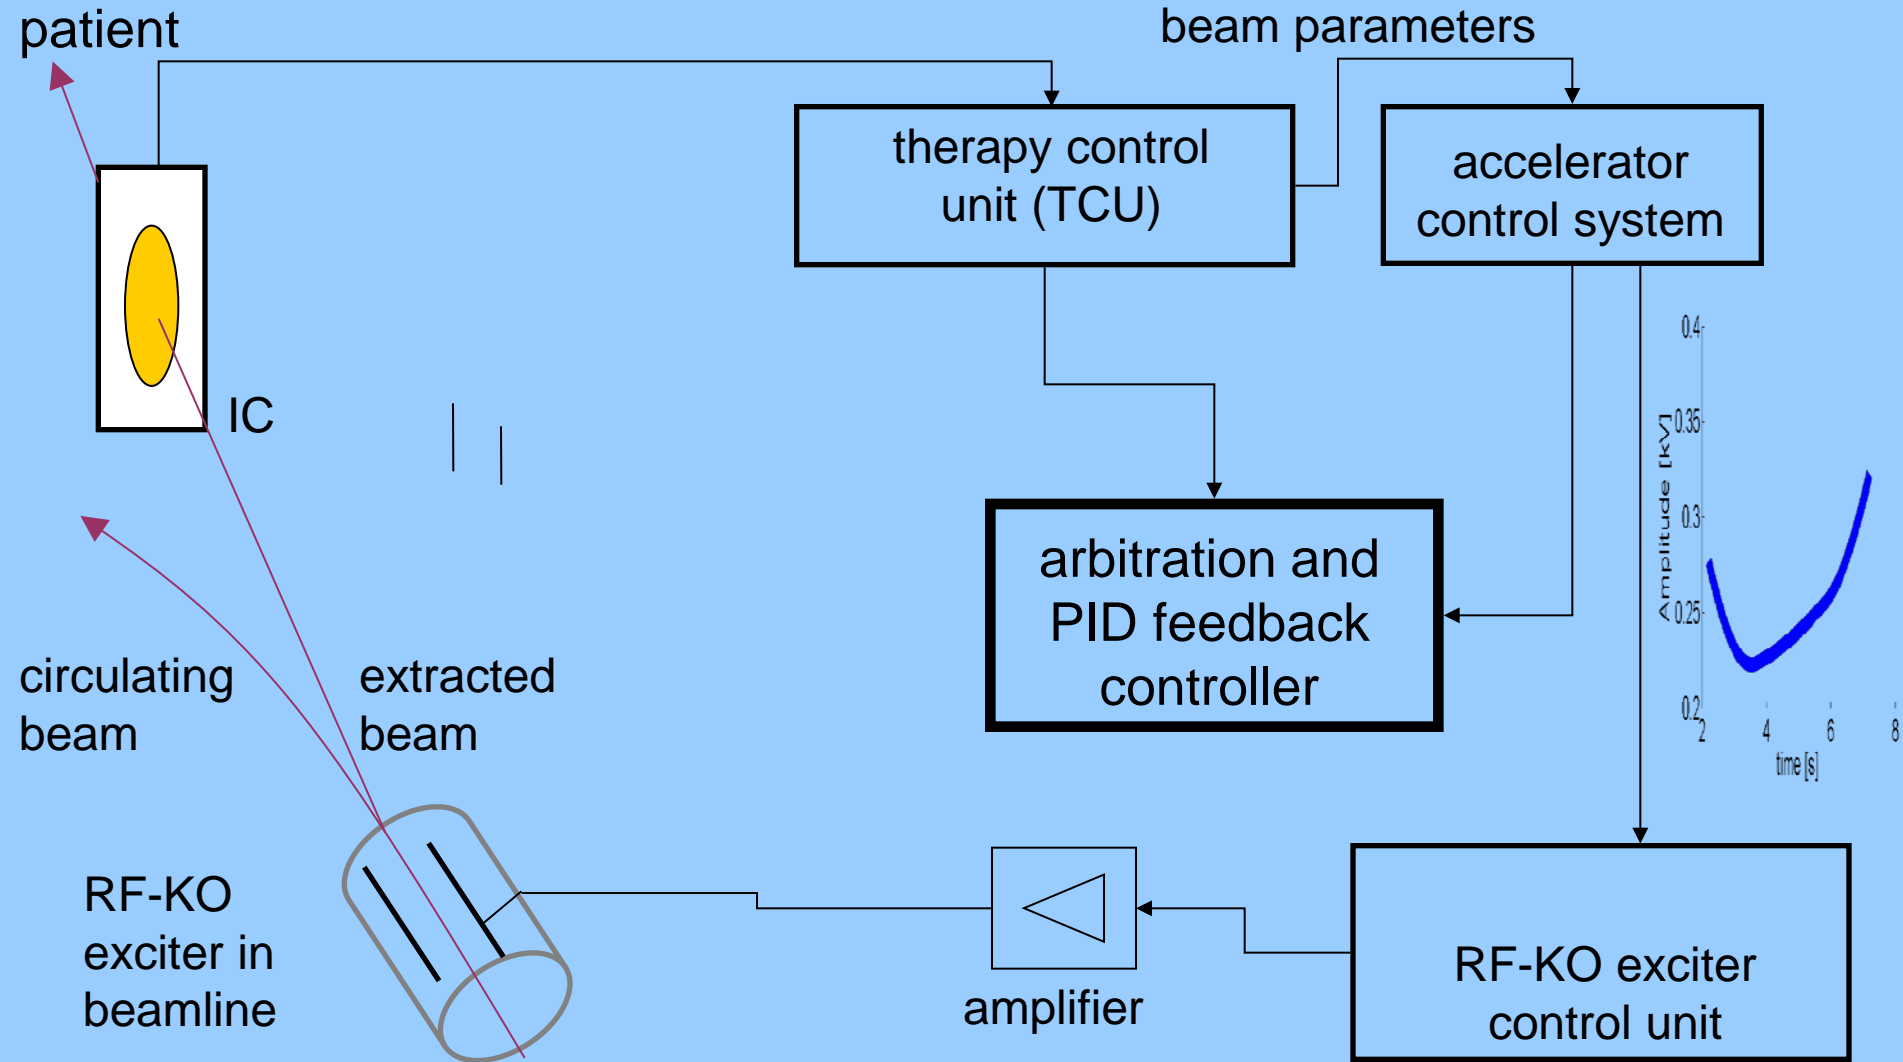 patient
beam parameters
therapy control
unit (TCU)
accelerator
control system
IC
arbitration and
PID feedback
controller
circulating
beam
extracted
beam
0.4
0.35
0.3
0.25
0.2
Amplitude [kV]
2 4 6 8
time [s]
RF-KO
exciter in
beamline
amplifier
RF-KO exciter
control unit